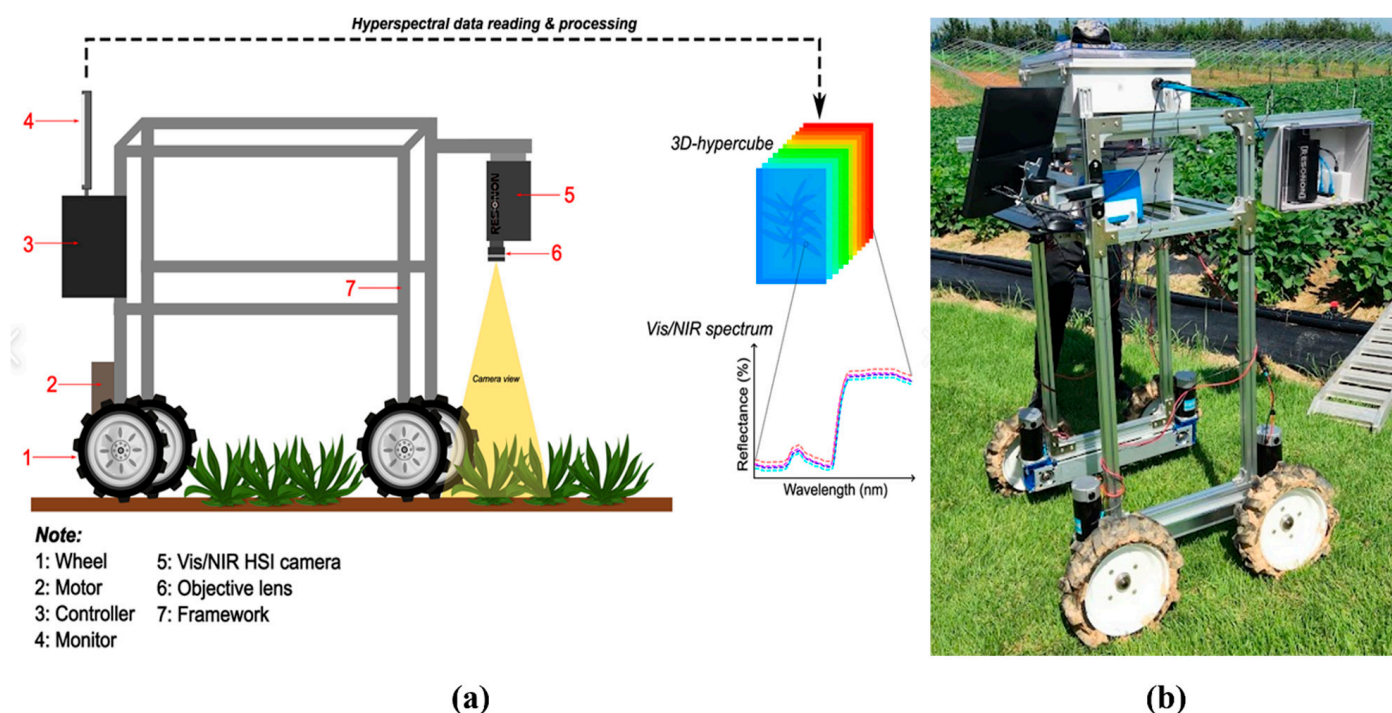 Hyperspectral data reading & processing
4
3
2
1
7
5
6
RESONON
Camera view
3D-hypercube
Vis/NIR spectrum
Reflectance (%)
Wavelength (nm)
Note:
1: Wheel
2: Motor
3: Controller
4: Monitor
5: Vis/NIR HSI camera
6: Objective lens
7: Framework
[RESONON]
(a)
(b)